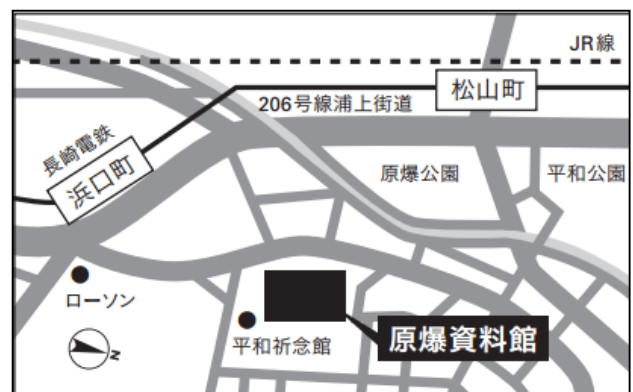 JR線
松山町
206号線浦上街道
長崎電鉄
浜口町
原爆公園
平和公園
ローソン
平和祈念館
原爆資料館
N